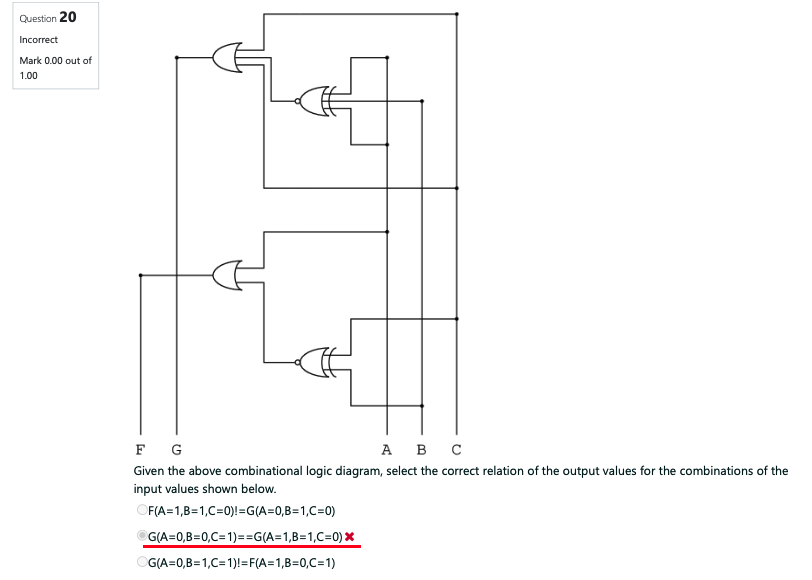 Question 20
Incorrect
Mark 0.00 out of
1.00
F G A B C
Given the above combinational logic diagram, select the correct relation of the output values for the combinations of the
input values shown below.
F(A=1,B=1,C=0)!=G(A=0,B=1,C=0)
G(A=0,B=0,C=1)==G(A=1,B=1,C=0)
G(A=0,B=1,C=1)!=F(A=1,B=0,C=1)